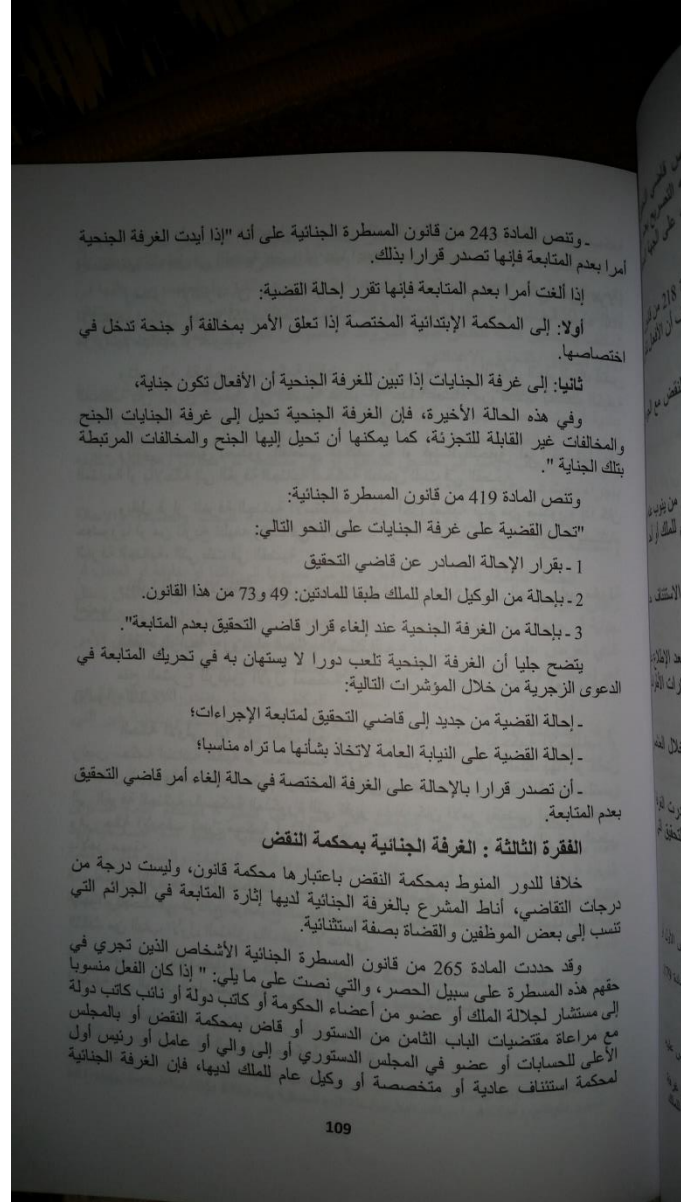 ـ وتنص المادة 243 من قانون المسطرة الجنائية على أنه "إذا أيدت الغرفة الجنحية
أمرا بعدم المتابعة فإنها تصدر قرارا بذلك.
إذا ألغت أمرا بعدم المتابعة فإنها تقرر إحالة القضية:
أولا: إلى المحكمة الإبتدائية المختصة إذا تعلق الأمر بمخالفة أو جنحة تدخل في
اختصاصها.
ثانيا: إلى غرفة الجنايات إذا تبين للغرفة الجنحية أن الأفعال تكون جناية،
وفي هذه الحالة الأخيرة، فإن الغرفة الجنحية تحيل إلى غرفة الجنايات الجنح
والمخالفات غير القابلة للتجزئة، كما يمكنها أن تحيل إليها الجنح والمخالفات المرتبطة
بتلك الجناية ".
وتنص المادة 419 من قانون المسطرة الجنائية:
"تحال القضية على غرفة الجنايات على النحو التالي:
1 ـ بقرار الإحالة الصادر عن قاضي التحقيق
2 ـ بإحالة من الوكيل العام للملك طبقا للمادتين: 49 و73 من هذا القانون.
3 ـ بإحالة من الغرفة الجنحية عند إلغاء قرار قاضي التحقيق بعدم المتابعة".
يتضح جليا أن الغرفة الجنحية تلعب دورا لا يستهان به في تحريك المتابعة في
الدعوى الزجرية من خلال المؤشرات التالية:
ـ إحالة القضية من جديد إلى قاضي التحقيق لمتابعة الإجراءات؛
ـ إحالة القضية على النيابة العامة لاتخاذ بشأنها ما تراه مناسبا؛
ـ أن تصدر قرارا بالإحالة على الغرفة المختصة في حالة إلغاء أمر قاضي التحقيق
بعدم المتابعة.
الفقرة الثالثة : الغرفة الجنائية بمحكمة النقض
خلافا للدور المنوط بمحكمة النقض باعتبارها محكمة قانون، وليست درجة من
درجات التقاضي، أناط المشرع بالغرفة الجنائية لديها إثارة المتابعة في الجرائم التي
تنسب إلى بعض الموظفين والقضاة بصفة استثنائية.
وقد حددت المادة 265 من قانون المسطرة الجنائية الأشخاص الذين تجري في
حقهم هذه المسطرة على سبيل الحصر، والتي نصت على ما يلي: " إذا كان الفعل منسوبا
إلى مستشار لجلالة الملك أو عضو من أعضاء الحكومة أو كاتب دولة أو نائب كاتب دولة
مع مراعاة مقتضيات الباب الثامن من الدستور أو قاض بمحكمة النقض أو بالمجلس
الأعلى للحسابات أو عضو في المجلس الدستوري أو إلى والي أو عامل أو رئيس أول
لمحكمة استئناف عادية أو متخصصة أو وكيل عام للملك لديها، فإن الغرفة الجنائية
109